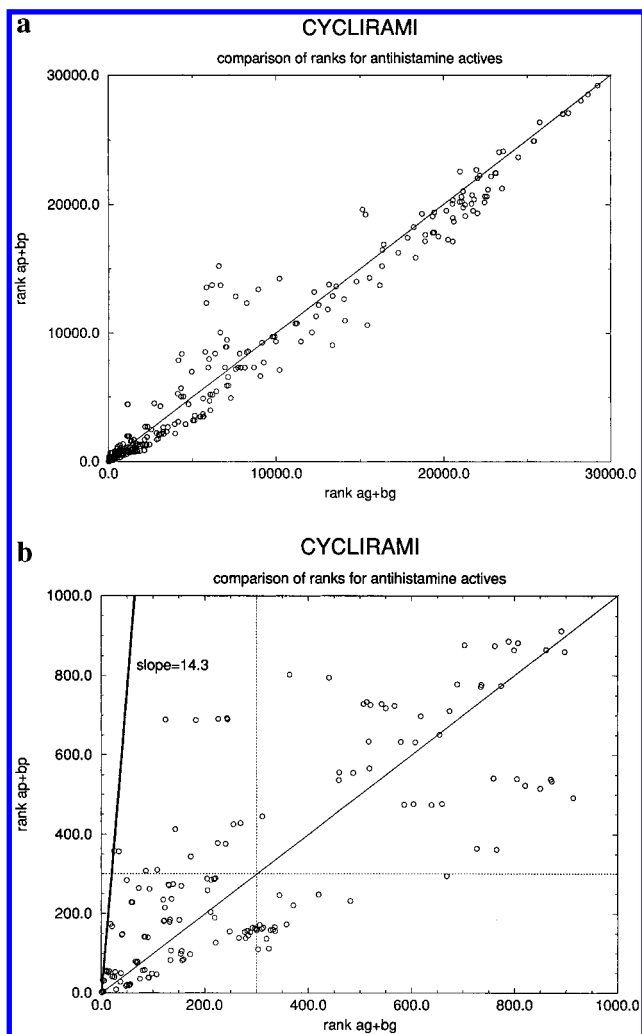 a
CYCLIRAMI
comparison of ranks for antihistamine actives
30000.0
20000.0
10000.0
0.0
rank ap+bp
0.0 10000.0 20000.0 30000.0
rank ag+bg
b
CYCLIRAMI
comparison of ranks for antihistamine actives
1000.0
800.0
600.0
400.0
200.0
0.0
rank ap+bp
slope=14.3
0.0 200.0 400.0 600.0 800.0 1000.0
rank ag+bg